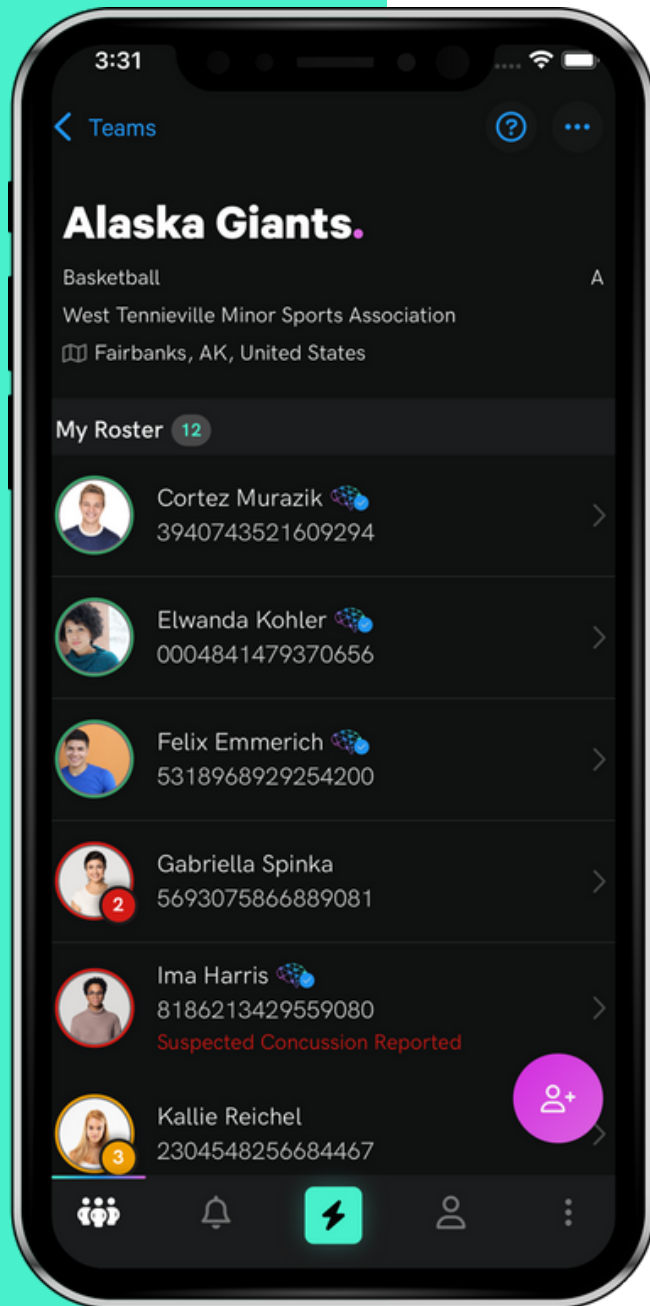 3:31
Teams
Alaska Giants.
Basketball A
West Tennieville Minor Sports Association
Fairbanks, AK, United States
My Roster 12
Cortez Murazik
3940743521609294
Elwanda Kohler
0004841479370656
Felix Emmerich
5318968929254200
Gabriella Spinka
2 5693075866889081
Ima Harris
8186213429559080
Suspected Concussion Reported
Kallie Reichel
3 2304548256684467